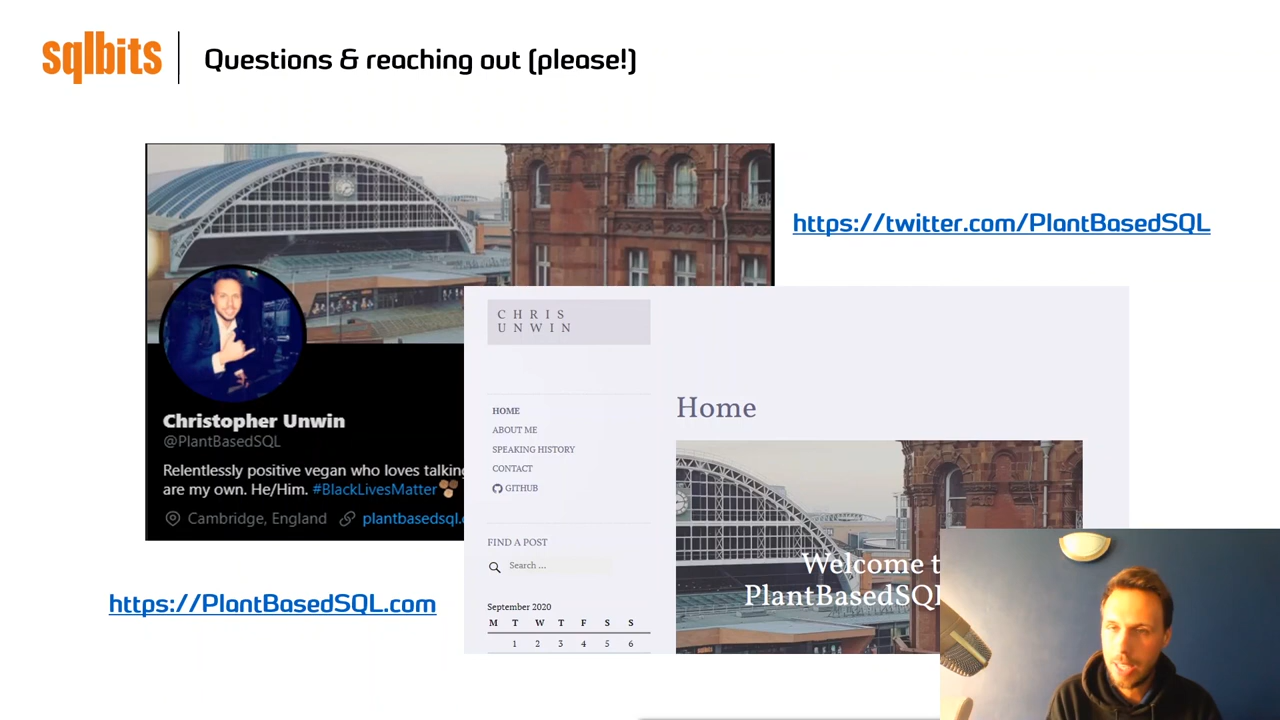 sqlbits
Questions & reaching out (please!)
https://twitter.com/PlantBasedSQL
Christopher Unwin
@PlantBasedSQL
Relentlessly positive vegan who loves talking
are my own. He/Him. #BlackLivesMatter
Cambridge, England plantbasedsql.
https://PlantBasedSQL.com
CHRIS
UNWIN
HOME
ABOUT ME
SPEAKING HISTORY
CONTACT
GITHUB
FIND A POST
Search ...
September 2020
M T W T F S S
1 2 3 4 5 6
Home
Welcome t
PlantBasedSQL